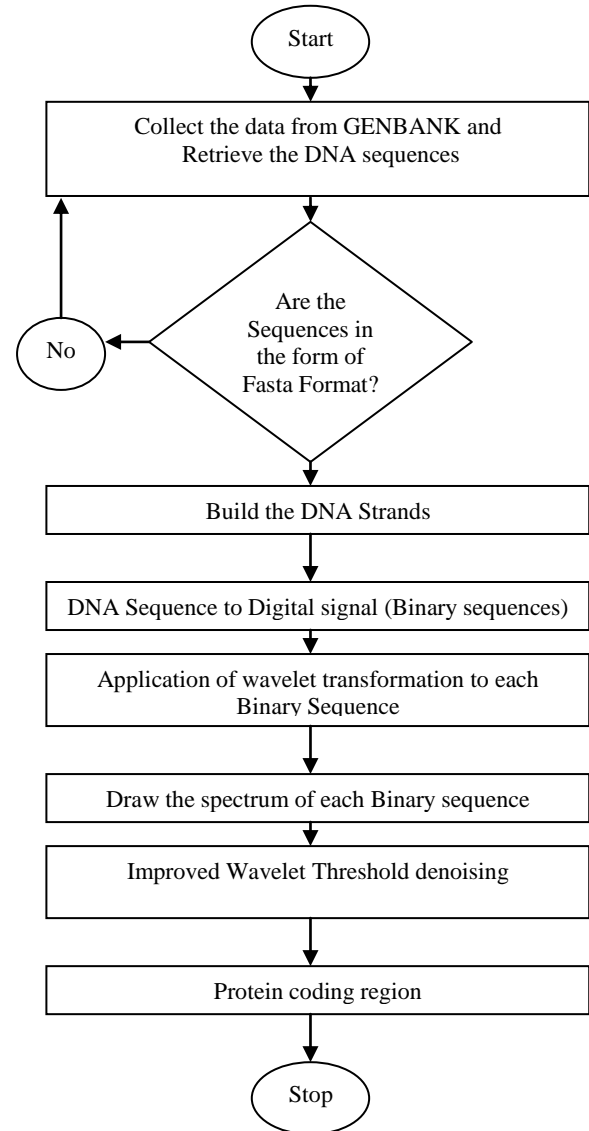 Start
Collect the data from GENBANK and
Retrieve the DNA sequences
Are the
Sequences in
the form of
Fasta Format?
No
Build the DNA Strands
DNA Sequence to Digital signal (Binary sequences)
Application of wavelet transformation to each
Binary Sequence
Draw the spectrum of each Binary sequence
Improved Wavelet Threshold denoising
Protein coding region
Stop